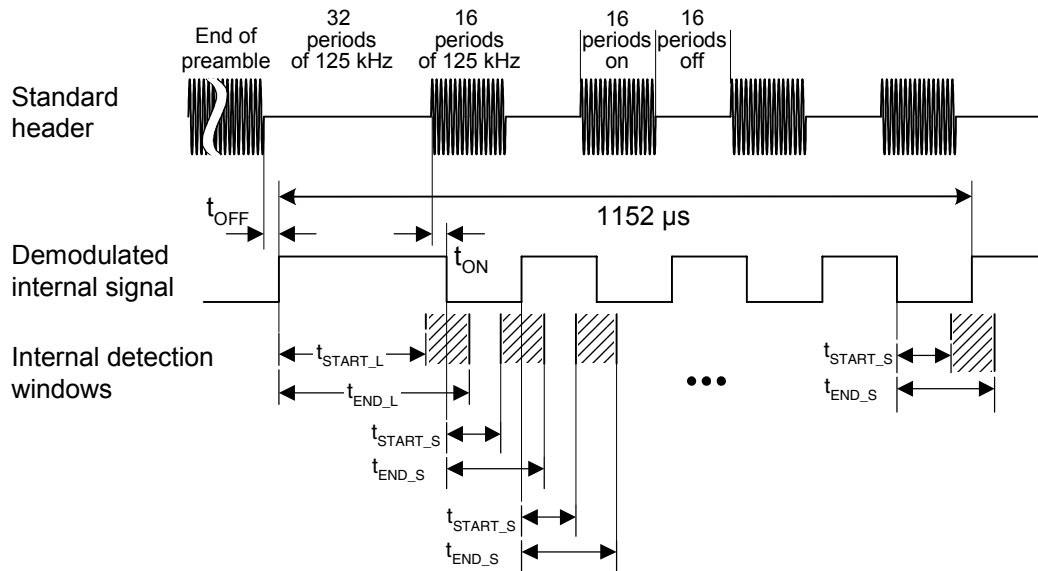 End of
preamble
32
periods
of 125 kHz
16
periods
of 125 kHz
16
periods
on
16
periods
off
Standard
header
tOFF
1152 µs
tON
Demodulated
internal signal
Internal detection
windows
tSTART_L
tEND_L
tSTART_S
tEND_S
tSTART_S
tEND_S
tSTART_S
tEND_S